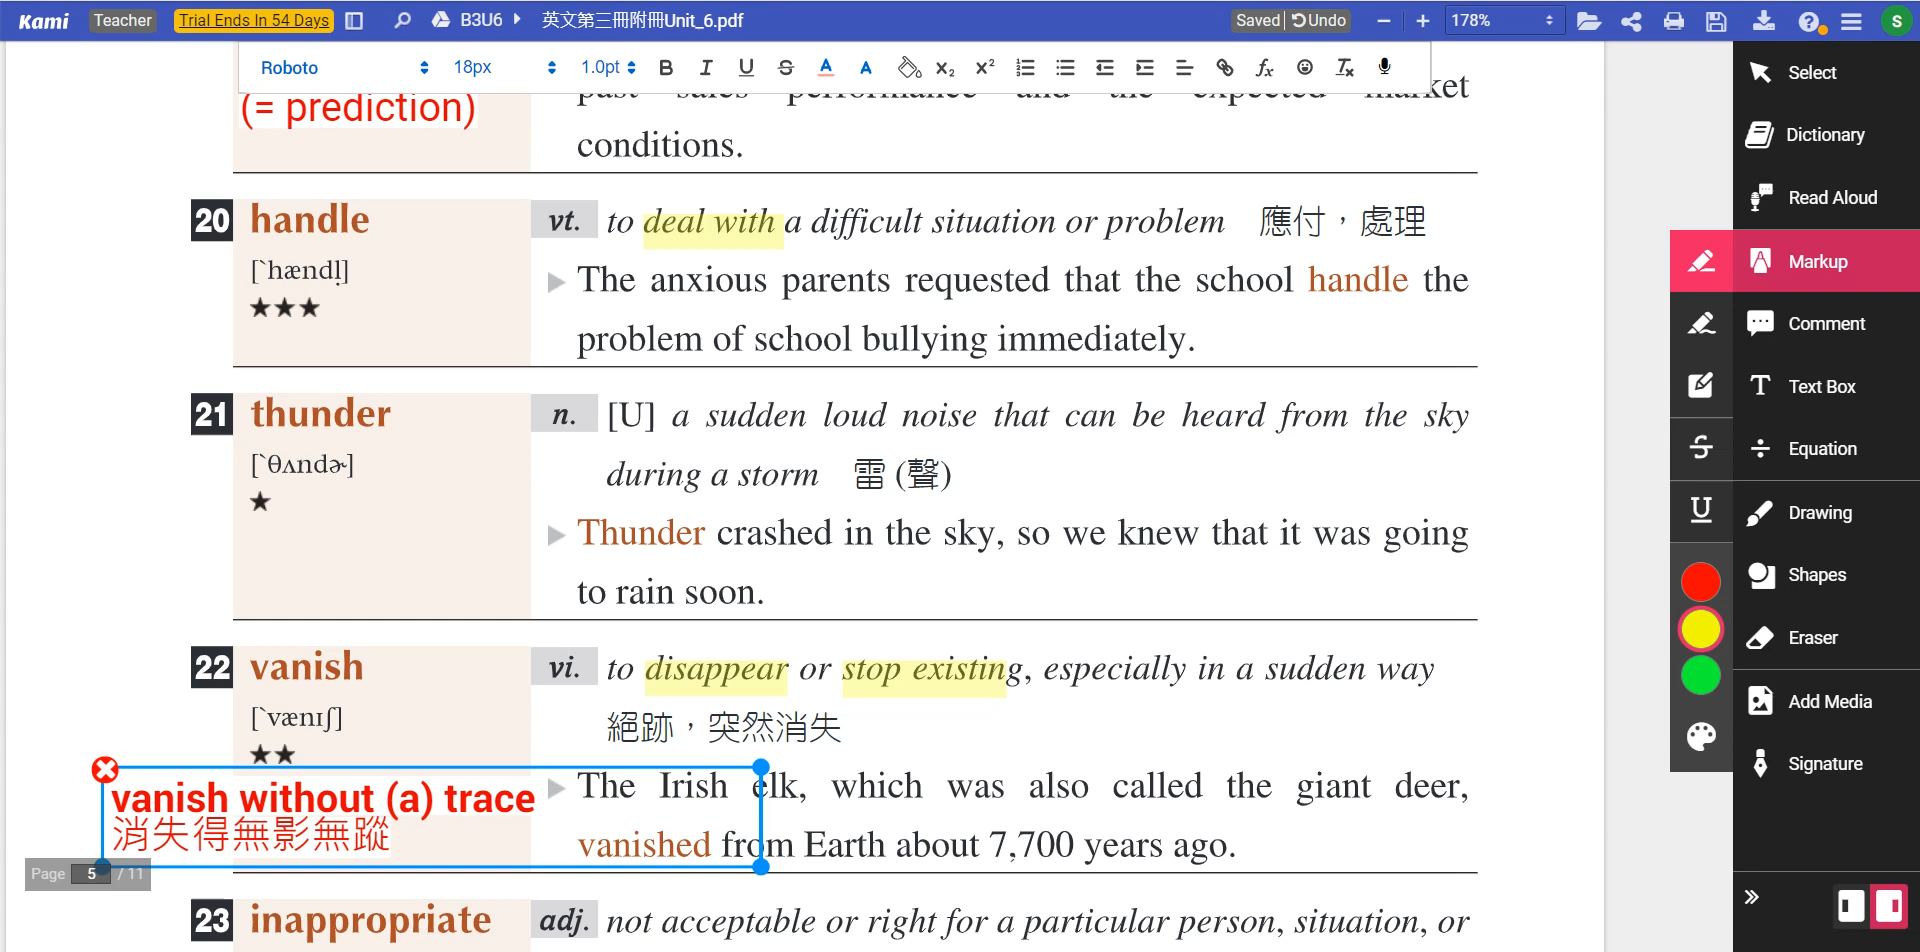 Kami Teacher Trial Ends In 54 Days B3U6 英文第三冊附冊Unit_6.pdf Saved Undo 178% S
Roboto 18px 1.0pt
(= prediction)
past sales performance and the expected market
conditions.
20 handle vt. to deal with a difficult situation or problem 應付，處理
[ˋhændḷ]
★★★
The anxious parents requested that the school handle the
problem of school bullying immediately.
21 thunder n. [U] a sudden loud noise that can be heard from the sky
[ˋθʌndɚ]
★
during a storm 雷 (聲)
Thunder crashed in the sky, so we knew that it was going
to rain soon.
22 vanish vi. to disappear or stop existing, especially in a sudden way
[ˋvænɪʃ]
★★
絕跡，突然消失
vanish without (a) trace
消失得無影無蹤
The Irish elk, which was also called the giant deer,
vanished from Earth about 7,700 years ago.
23 inappropriate adj. not acceptable or right for a particular person, situation, or
Page 5 / 11
Select
Dictionary
Read Aloud
Markup
Comment
Text Box
Equation
Drawing
Shapes
Eraser
Add Media
Signature